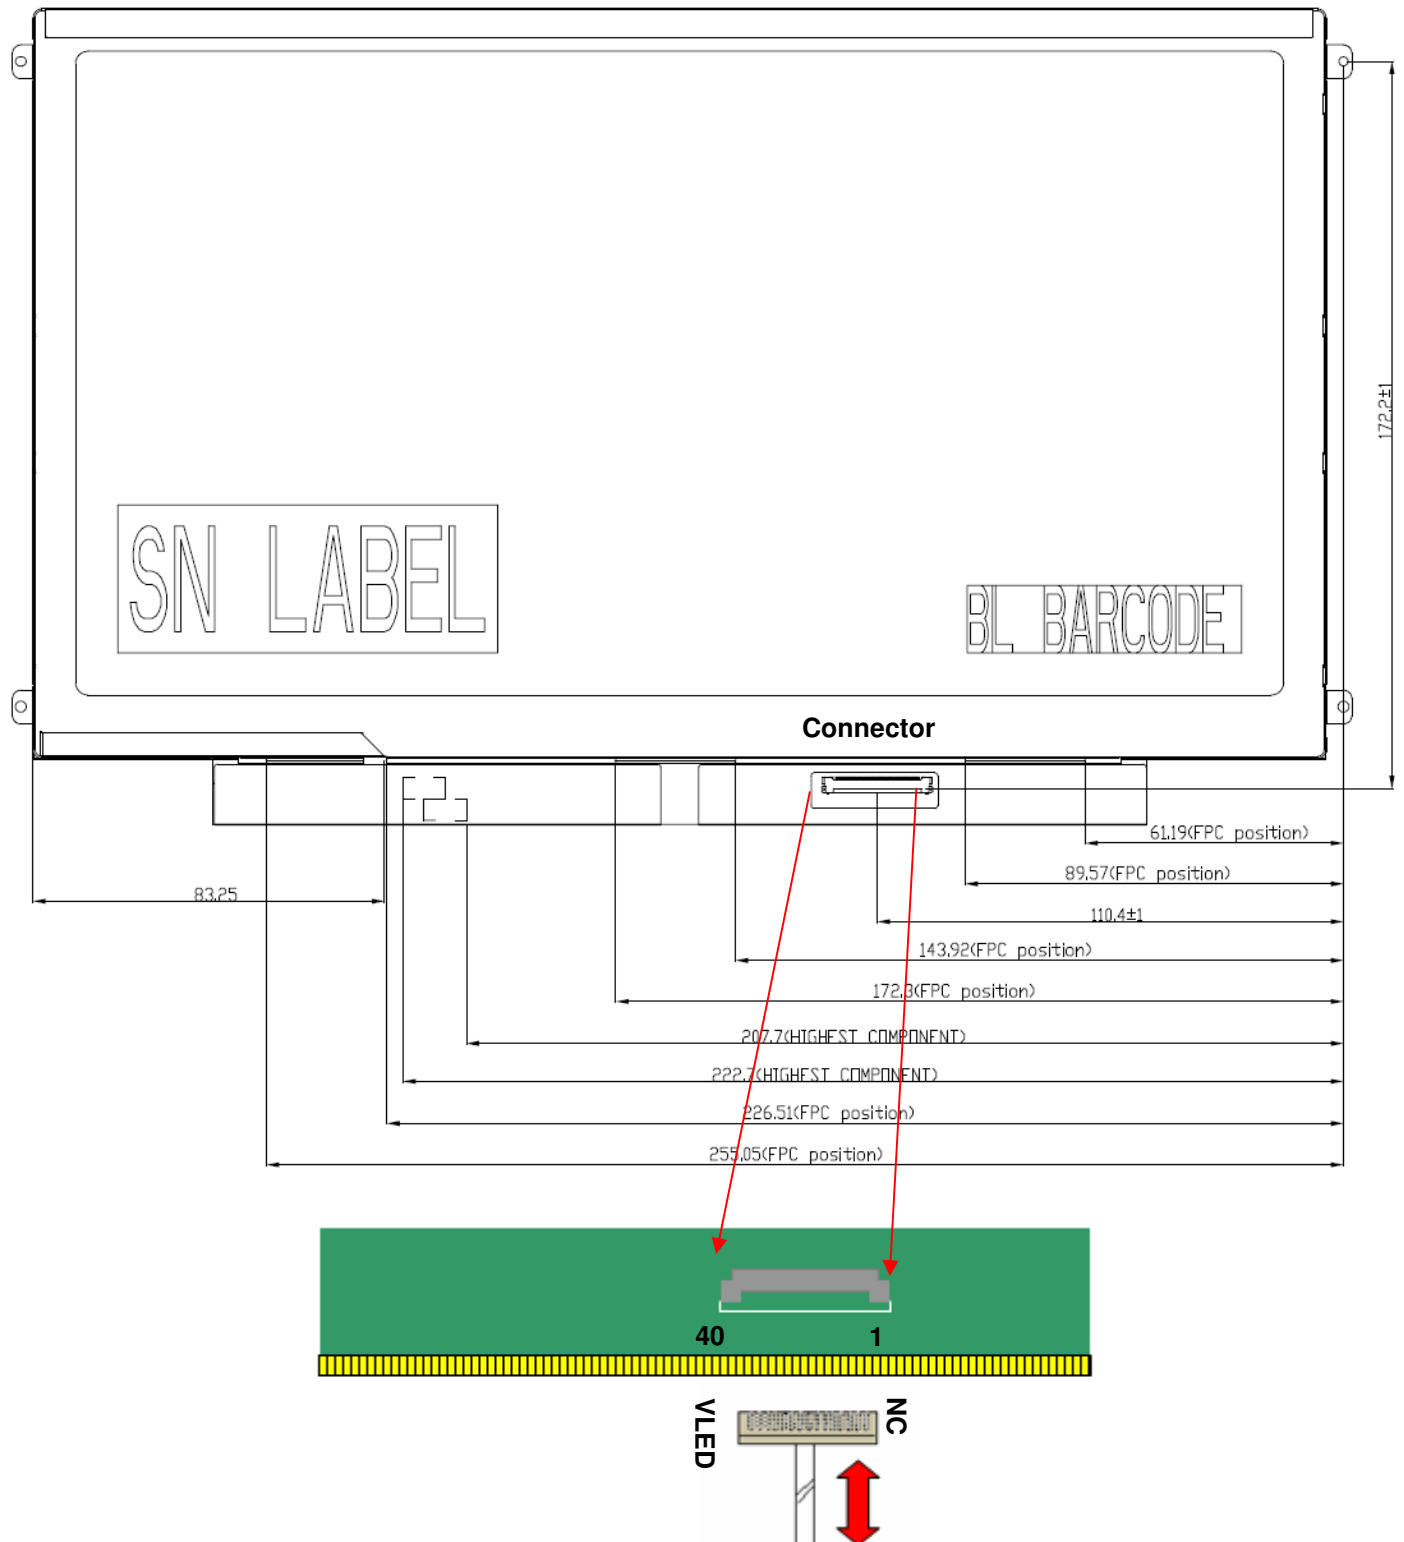 172.2±1
SN LABEL
BL BARCODE
Connector
61.19(FPC position)
89.57(FPC position)
83.25
110.4±1
143.92(FPC position)
172.3(FPC position)
207.7(HIGHEST COMPONENT)
222.7(HIGHEST COMPONENT)
226.51(FPC position)
255.05(FPC position)
40 1
VLED
NC